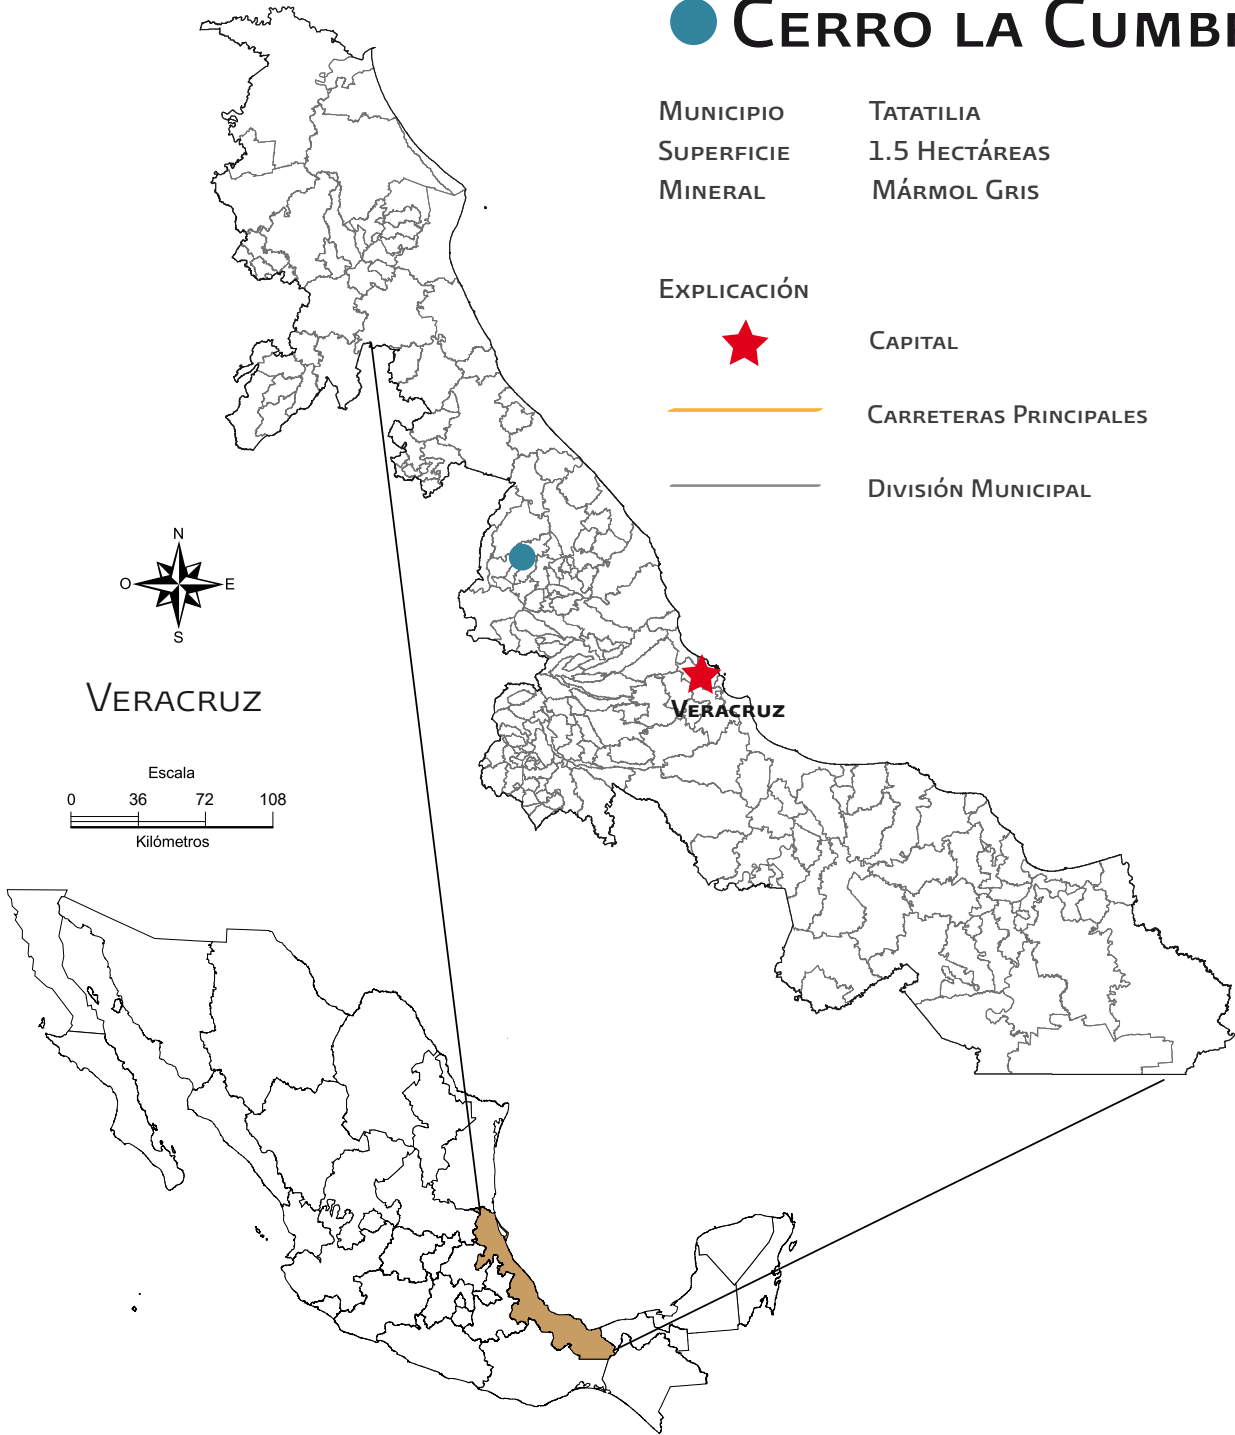 CERRO LA CUMB
MUNICIPIO TATATILIA
SUPERFICIE 1.5 HECTÁREAS
MINERAL MÁRMOL GRIS
EXPLICACIÓN
CAPITAL
CARRETERAS PRINCIPALES
DIVISIÓN MUNICIPAL
N
O E
S
VERACRUZ
VERACRUZ
Escala
0 36 72 108
Kilómetros